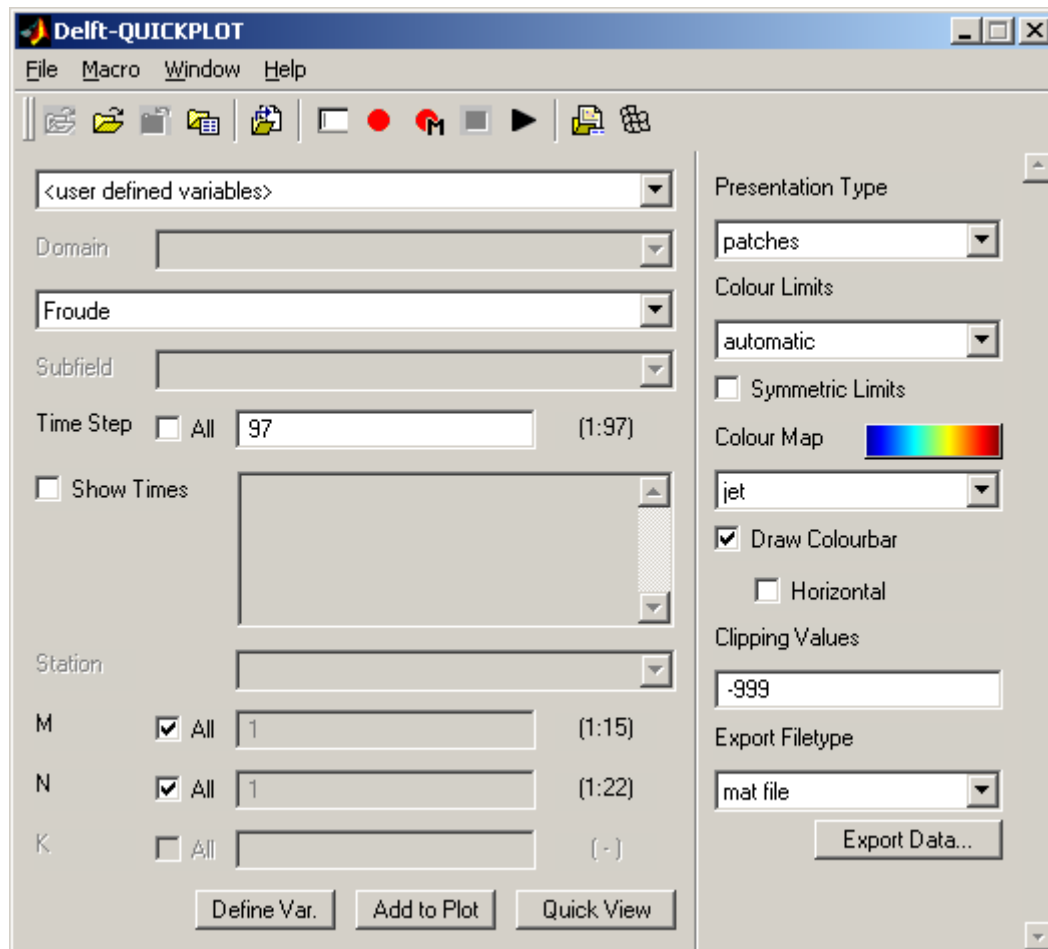 Delft-QUICKPLOT
File Macro Window Help
M
<user defined variables>
Domain
Froude
Subfield
Time Step All 97 (1:97)
Show Times
Station
M All 1 (1:15)
N All 1 (1:22)
K All (-)
Define Var. Add to Plot Quick View
Presentation Type
patches
Colour Limits
automatic
Symmetric Limits
Colour Map
jet
Draw Colourbar
Horizontal
Clipping Values
-999
Export Filetype
mat file
Export Data...